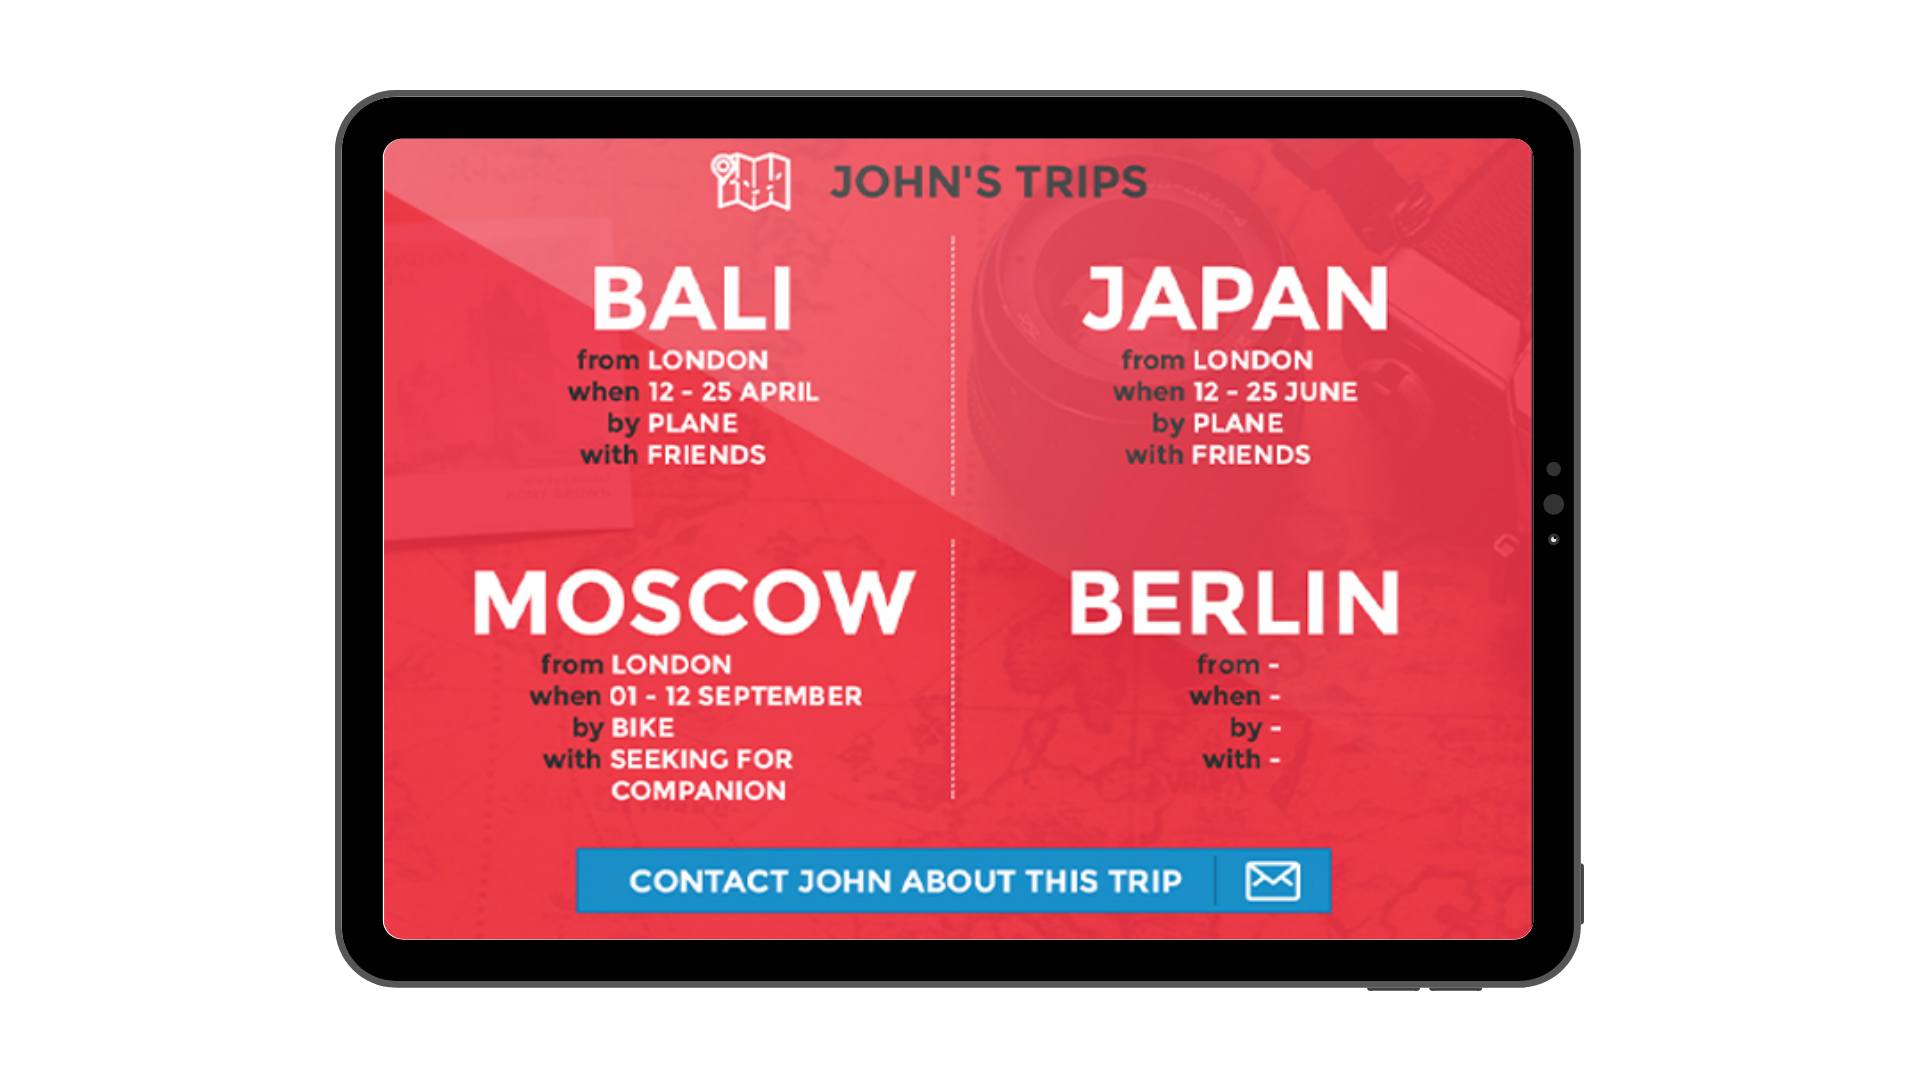 JOHN'S TRIPS
BALI
from LONDON
when 12 - 25 APRIL
by PLANE
with FRIENDS
JAPAN
from LONDON
when 12 - 25 JUNE
by PLANE
with FRIENDS
MOSCOW
from LONDON
when 01 - 12 SEPTEMBER
by BIKE
with SEEKING FOR
COMPANION
BERLIN
from -
when -
by -
with -
CONTACT JOHN ABOUT THIS TRIP